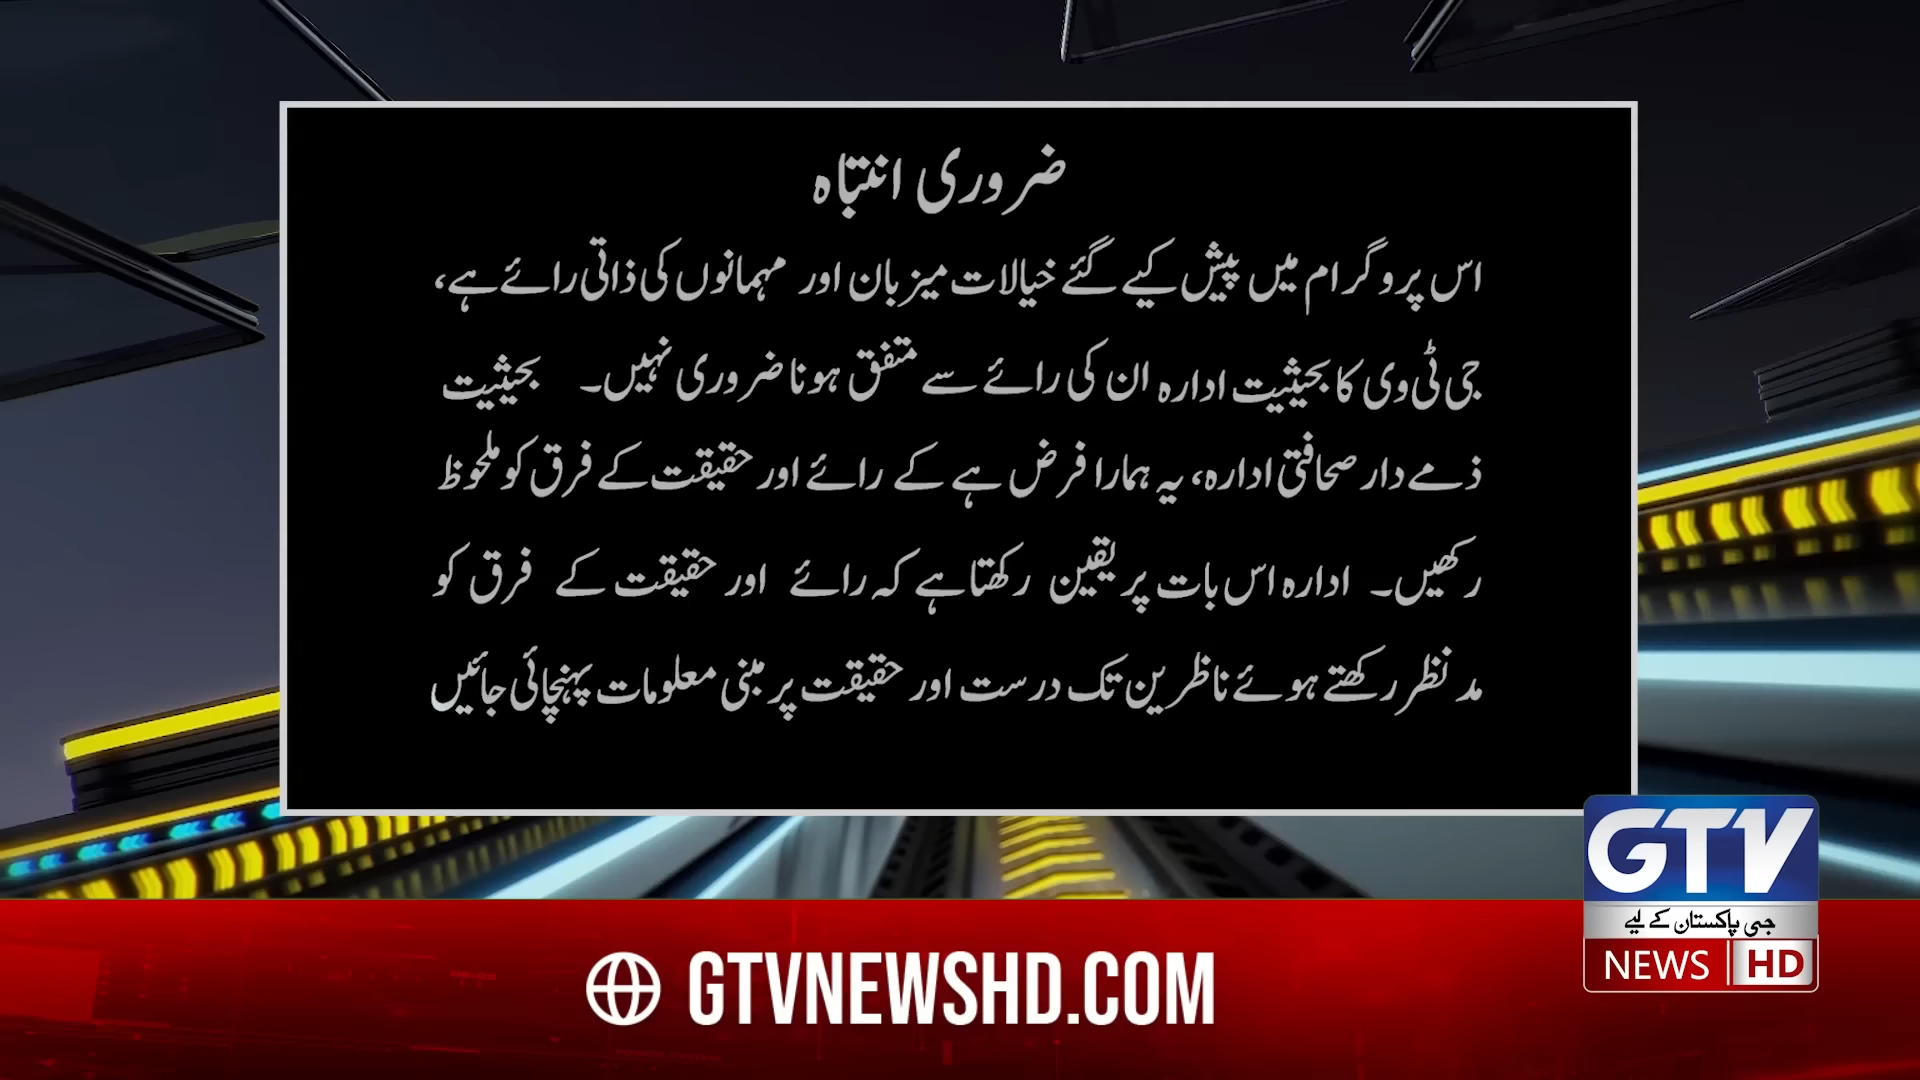 ضروری انتباہ
اس پروگرام میں پیش کیے گئے خیالات میزبان اور مہمانوں کی ذاتی رائے ہے،
جی ٹی وی کا بحیثیت ادارہ ان کی رائے سے متفق ہونا ضروری نہیں۔ بحیثیت
ذمے دار صحافتی ادارہ، یہ ہمارا فرض ہے کے رائے اور حقیقت کے فرق کو ملحوظ
رکھیں۔ ادارہ اس بات پر یقین رکھتا ہے کہ رائے اور حقیقت کے فرق کو
مد نظر رکھتے ہوئے ناظرین تک درست اور حقیقت پر مبنی معلومات پہنچائی جائیں
GTV
جی پاکستان کے لیے
NEWS HD
GTVNEWSHD.COM